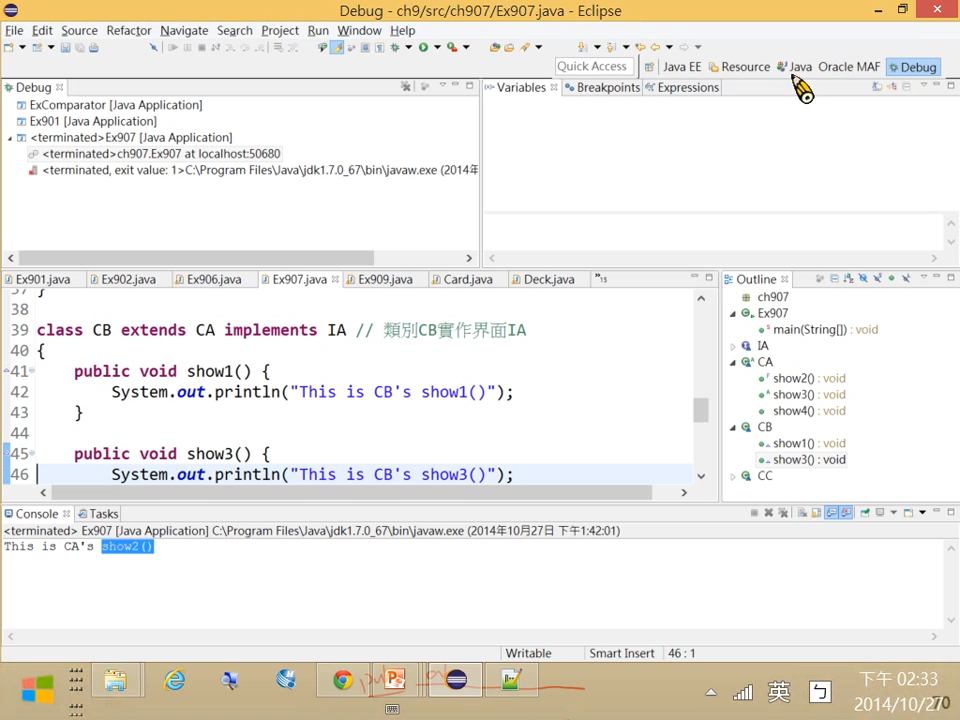 Debug - ch9/src/ch907/Ex907.java - Eclipse
File Edit Source Refactor Navigate Search Project Run Window Help
Quick Access Java EE Resource Java Oracle MAF Debug
Debug
ExComparator [Java Application]
Ex901 [Java Application]
<terminated>Ex907 [Java Application]
<terminated>ch907.Ex907 at localhost:50680
<terminated, exit value: 1>C:\Program Files\Java\jdk1.7.0_67\bin\javaw.exe (2014年
Variables Breakpoints Expressions
Ex901.java Ex902.java Ex906.java Ex907.java Ex909.java Card.java Deck.java »15
37 }
38
39 class CB extends CA implements IA // 類別CB實作界面IA
40 {
41 public void show1() {
42 System.out.println("This is CB's show1()");
43 }
44
45 public void show3() {
46 System.out.println("This is CB's show3()");
Outline
ch907
Ex907
main(String[]) : void
IA
CA
show2() : void
show3() : void
show4() : void
CB
show1() : void
show3() : void
CC
Console Tasks
<terminated> Ex907 [Java Application] C:\Program Files\Java\jdk1.7.0_67\bin\javaw.exe (2014年10月27日 下午1:42:01)
This is CA's show2()
Writable Smart Insert 46 : 1
英 ㄅ
下午 02:33
2014/10/27
70